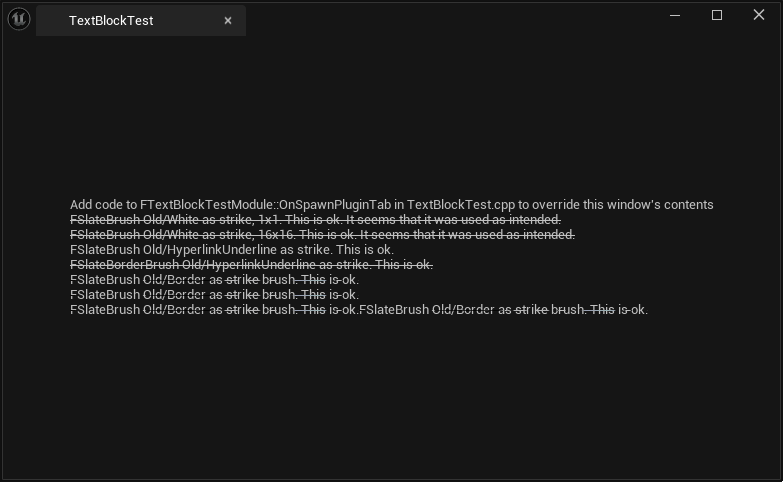 TextBlockTest
Add code to FTextBlockTestModule::OnSpawnPluginTab in TextBlockTest.cpp to override this window's contents
FSlateBrush Old/White as strike, 1x1. This is ok. It seems that it was used as intended.
FSlateBrush Old/White as strike, 16x16. This is ok. It seems that it was used as intended.
FSlateBrush Old/HyperlinkUnderline as strike. This is ok.
FSlateBorderBrush Old/HyperlinkUnderline as strike. This is ok.
FSlateBrush Old/Border as strike brush. This is ok.
FSlateBrush Old/Border as strike brush. This is ok.
FSlateBrush Old/Border as strike brush. This is ok.FSlateBrush Old/Border as strike brush. This is ok.